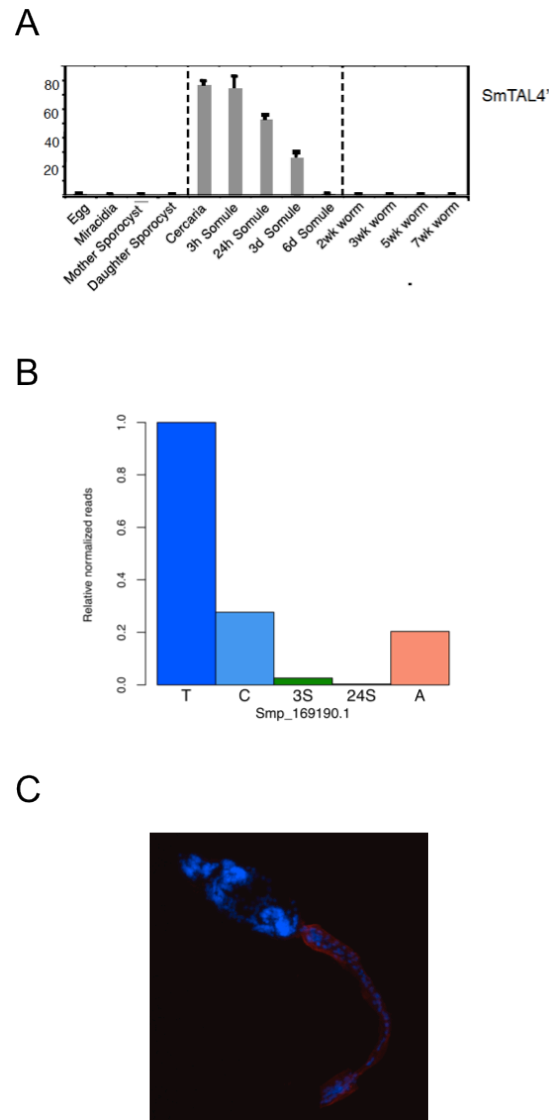 A
80
60
40
20
SmTAL4'
Egg
Miracidia
Mother Sporocyst
Daughter Sporocyst
Cercaria
3h Somule
24h Somule
3d Somule
6d Somule
2wk worm
3wk worm
5wk worm
7wk worm
B
Relative normalized reads
1.0
0.8
0.6
0.4
0.2
0.0
T C 3S 24S A
Smp_169190.1
C